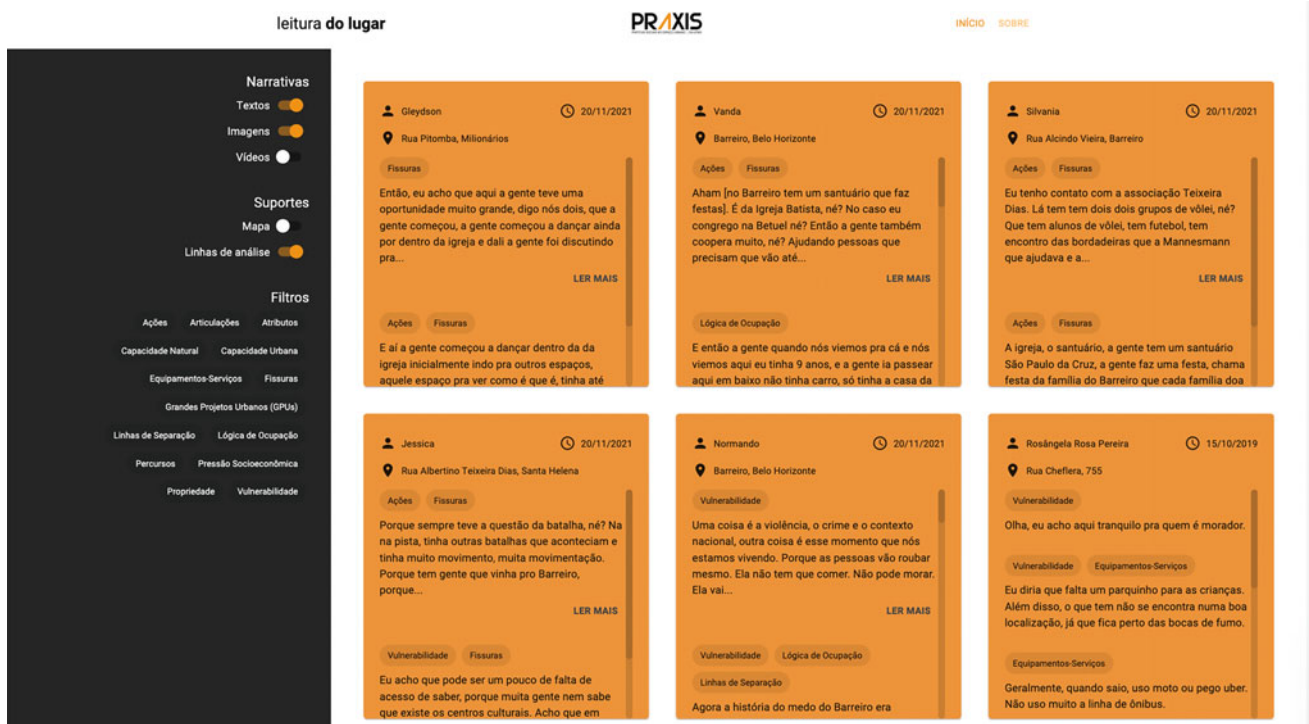 leitura do lugar
PRAXIS
INÍCIO SOBRE
Narrativas
Textos
Imagens
Vídeos
Suportes
Mapa
Linhas de análise
Filtros
Ações Articulações Atributos
Capacidade Natural Capacidade Urbana
Equipamentos-Serviços Fissuras
Grandes Projetos Urbanos (GPUs)
Linhas de Separação Lógica de Ocupação
Percursos Pressão Socioeconômica
Propriedade Vulnerabilidade
Gleydson 20/11/2021
Rua Pitomba, Milionários
Fissuras
Então, eu acho que aqui a gente teve uma
oportunidade muito grande, digo nós dois, que a
gente começou, a gente começou a dançar ainda
por dentro da igreja e dali a gente foi discutindo
pra...
LER MAIS
Ações Fissuras
E aí a gente começou a dançar dentro da da
igreja inicialmente indo pra outros espaços,
aquele espaço pra ver como é que é, tinha até
Vanda 20/11/2021
Barreiro, Belo Horizonte
Ações Fissuras
Aham [no Barreiro tem um santuário que faz
festas]. É da Igreja Batista, né? No caso eu
congrego na Betuel né? Então a gente também
coopera muito, né? Ajudando pessoas que
precisam que vão até...
LER MAIS
Lógica de Ocupação
E então a gente quando nós viemos pra cá e nós
viemos aqui eu tinha 9 anos, e a gente ia passear
aqui em baixo não tinha carro, só tinha a casa da
Silvania 20/11/2021
Rua Alcindo Vieira, Barreiro
Ações Fissuras
Eu tenho contato com a associação Teixeira
Dias. Lá tem tem dois dois grupos de vôlei, né?
Que tem alunos de vôlei, tem futebol, tem
encontro das bordadeiras que a Mannesmann
que ajudava e a...
LER MAIS
Ações Fissuras
A igreja, o santuário, a gente tem um santuário
São Paulo da Cruz, a gente faz uma festa, chama
festa da família do Barreiro que cada família doa
Jessica 20/11/2021
Rua Albertino Teixeira Dias, Santa Helena
Ações Fissuras
Porque sempre teve a questão da batalha, né? Na
na pista, tinha outras batalhas que aconteciam e
tinha muito movimento, muita movimentação.
Porque tem gente que vinha pro Barreiro,
porque...
LER MAIS
Vulnerabilidade Fissuras
Eu acho que pode ser um pouco de falta de
acesso de saber, porque muita gente nem sabe
que existe os centros culturais. Acho que em
Normando 20/11/2021
Barreiro, Belo Horizonte
Vulnerabilidade
Uma coisa é a violência, o crime e o contexto
nacional, outra coisa é esse momento que nós
estamos vivendo. Porque as pessoas vão roubar
mesmo. Ela não tem que comer. Não pode morar.
Ela vai...
LER MAIS
Vulnerabilidade Lógica de Ocupação
Linhas de Separação
Agora a história do medo do Barreiro era
Rosângela Rosa Pereira 15/10/2019
Rua Cheflera, 755
Vulnerabilidade
Olha, eu acho aqui tranquilo pra quem é morador.
Vulnerabilidade Equipamentos-Serviços
Eu diria que falta um parquinho para as crianças.
Além disso, o que tem não se encontra numa boa
localização, já que fica perto das bocas de fumo.
Equipamentos-Serviços
Geralmente, quando saio, uso moto ou pego uber.
Não uso muito a linha de ônibus.